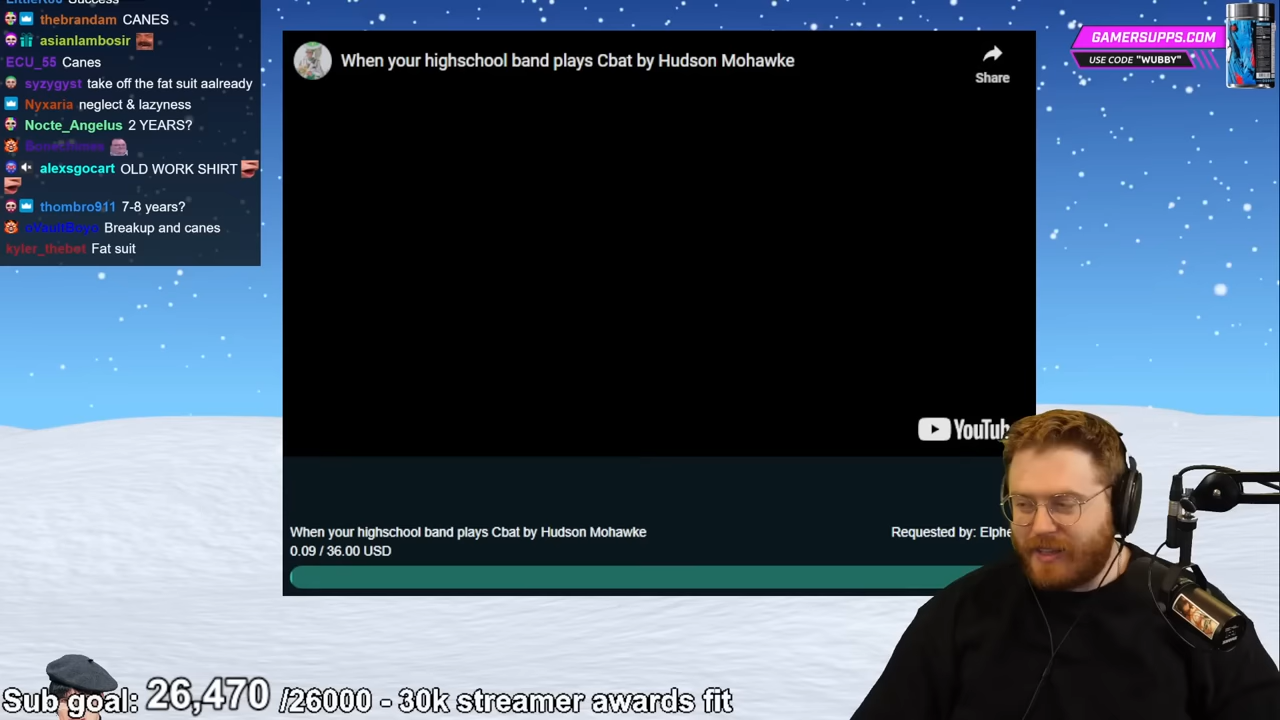 Success
thebrandam CANES
asianlambosir
ECU_55 Canes
syzygyst take off the fat suit aalready
Nyxaria neglect & lazyness
Nocte_Angelus 2 YEARS?
alexsgocart OLD WORK SHIRT
thombro911 7-8 years?
oVaultBoyo Breakup and canes
kyler_thebot Fat suit
When your highschool band plays Cbat by Hudson Mohawke
Share
YouTub
When your highschool band plays Cbat by Hudson Mohawke
Requested by: Elphe
0.09 / 36.00 USD
GAMERSUPPS.COM
USE CODE "WUBBY"
Sub goal: 26,470 /26000 - 30k streamer awards fit